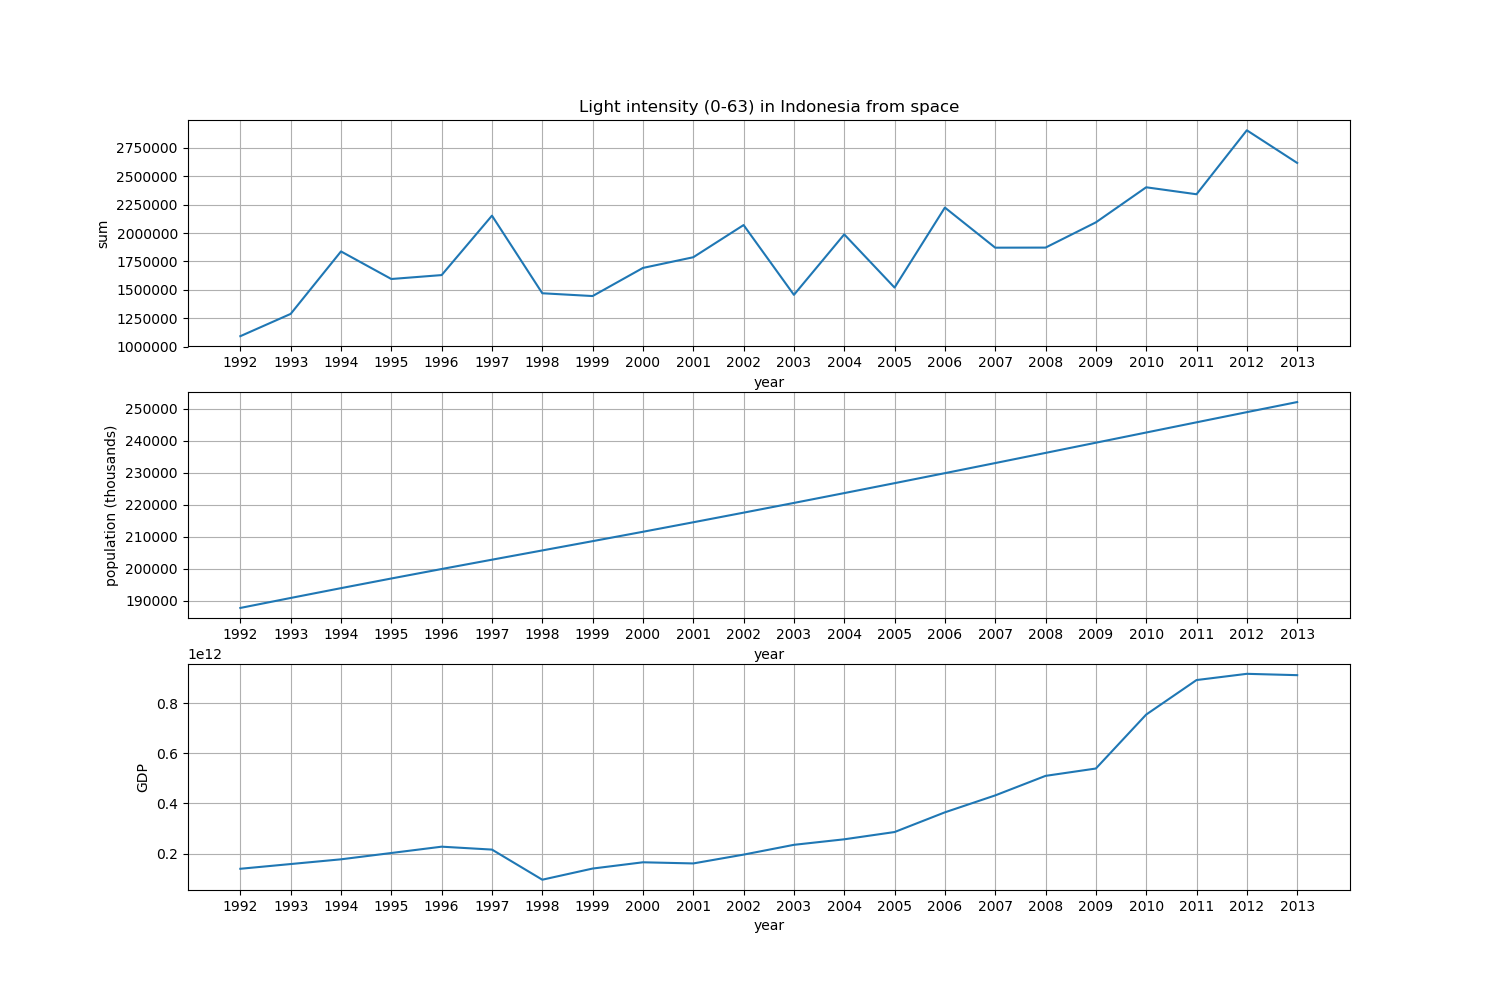 Light intensity (0-63) in Indonesia from space
sum
2750000
2500000
2250000
2000000
1750000
1500000
1250000
1000000
1992 1993 1994 1995 1996 1997 1998 1999 2000 2001 2002 2003 2004 2005 2006 2007 2008 2009 2010 2011 2012 2013
year
population (thousands)
250000
240000
230000
220000
210000
200000
190000
1992 1993 1994 1995 1996 1997 1998 1999 2000 2001 2002 2003 2004 2005 2006 2007 2008 2009 2010 2011 2012 2013
year
1e12
GDP
0.8
0.6
0.4
0.2
1992 1993 1994 1995 1996 1997 1998 1999 2000 2001 2002 2003 2004 2005 2006 2007 2008 2009 2010 2011 2012 2013
year